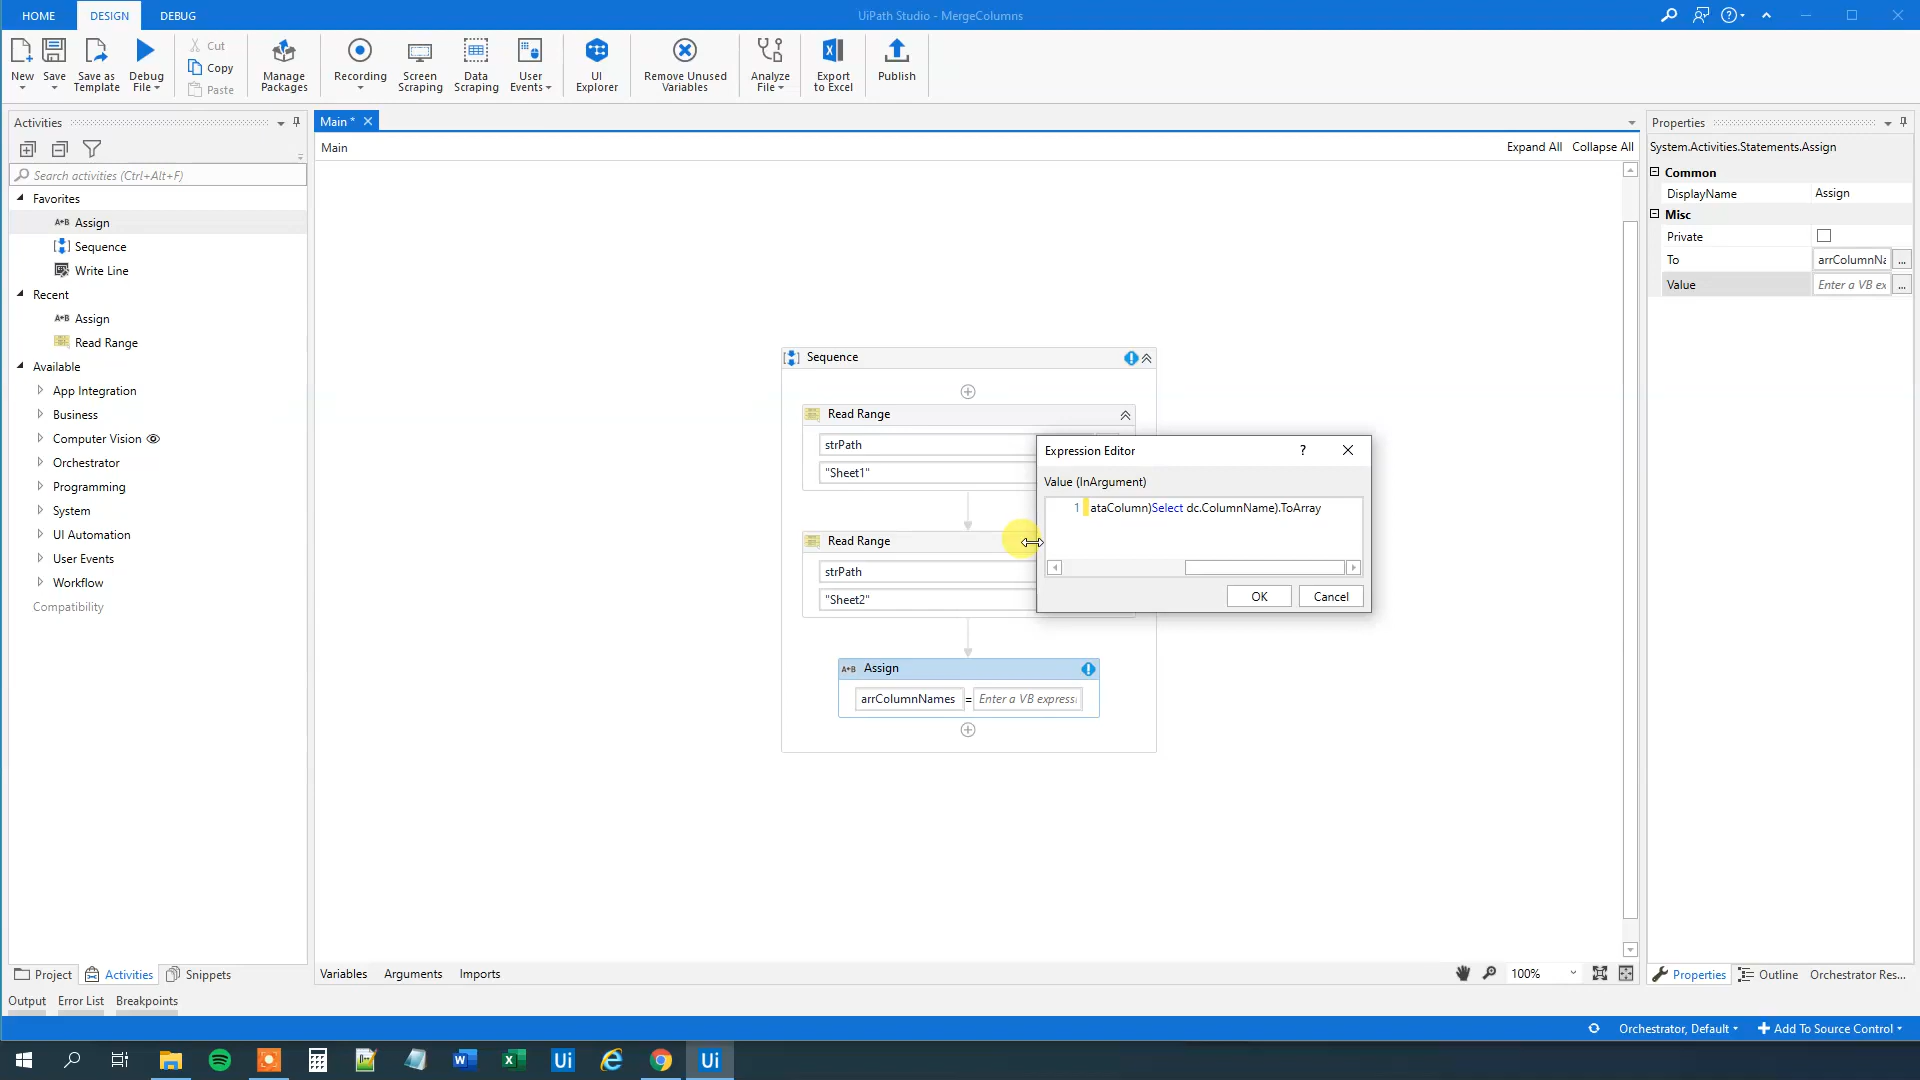 HOME
DESIGN
DEBUG
UiPath Studio - MergeColumns
New
Save
Save as Template
Debug File
Cut
Copy
Paste
Manage Packages
Recording
Screen Scraping
Data Scraping
User Events
UI Explorer
Remove Unused Variables
Analyze File
Export to Excel
Publish
Activities
Search activities (Ctrl+Alt+F)
Favorites
A+B Assign
Sequence
Write Line
Recent
A+B Assign
Read Range
Available
App Integration
Business
Computer Vision
Orchestrator
Programming
System
UI Automation
User Events
Workflow
Compatibility
Project
Activities
Snippets
Main *
Main
Expand All
Collapse All
Sequence
Read Range
strPath
"Sheet1"
Read Range
strPath
"Sheet2"
A+B Assign
arrColumnNames = Enter a VB expressi
Expression Editor
?
Value (InArgument)
1 ataColumn)Select dc.ColumnName).ToArray
OK
Cancel
Variables
Arguments
Imports
100%
Properties
System.Activities.Statements.Assign
Common
DisplayName Assign
Misc
Private
To arrColumnNa ...
Value Enter a VB ex ...
Properties
Outline
Orchestrator Res...
Output
Error List
Breakpoints
Orchestrator, Default
Add To Source Control
Ui
Ui